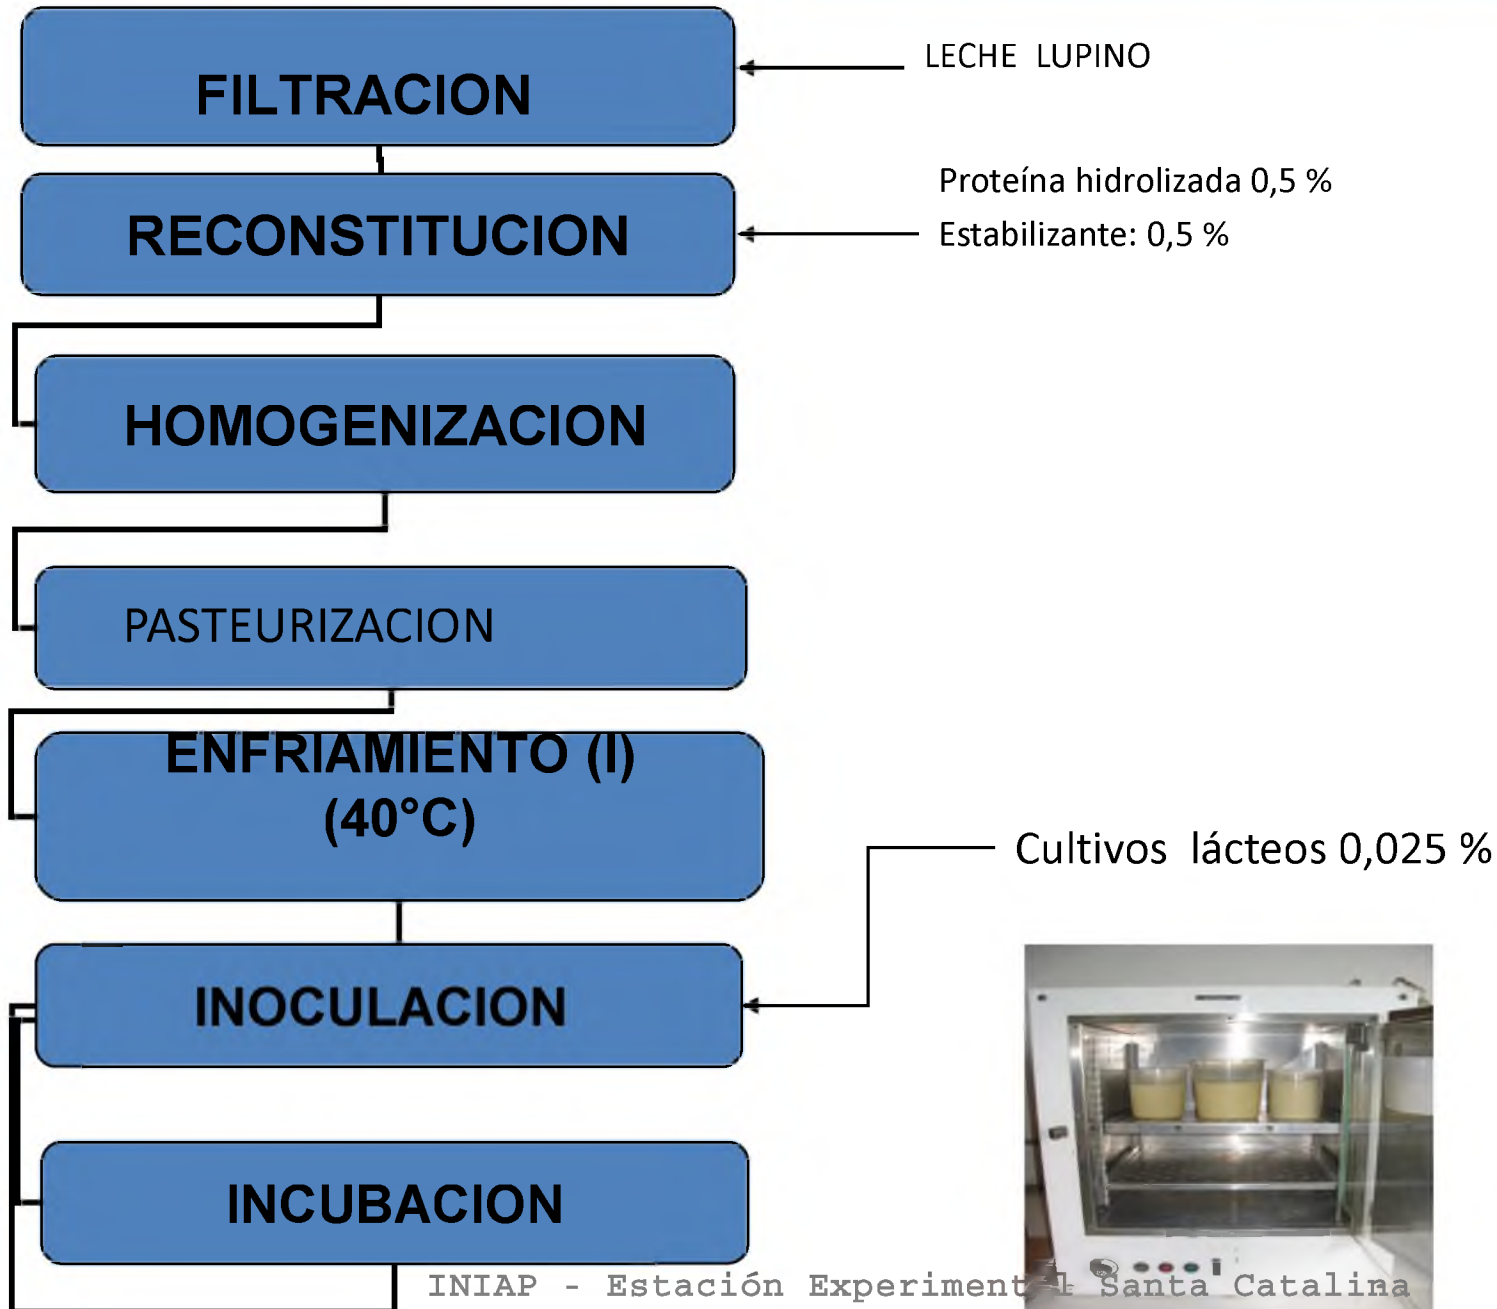 FILTRACION
LECHE LUPINO
RECONSTITUCION
Proteína hidrolizada 0,5 %
Estabilizante: 0,5 %
HOMOGENIZACION
PASTEURIZACION
ENFRIAMIENTO (I)
(40°C)
Cultivos lácteos 0,025 %
INOCULACION
INCUBACION
INIAP - Estación Experimental Santa Catalina